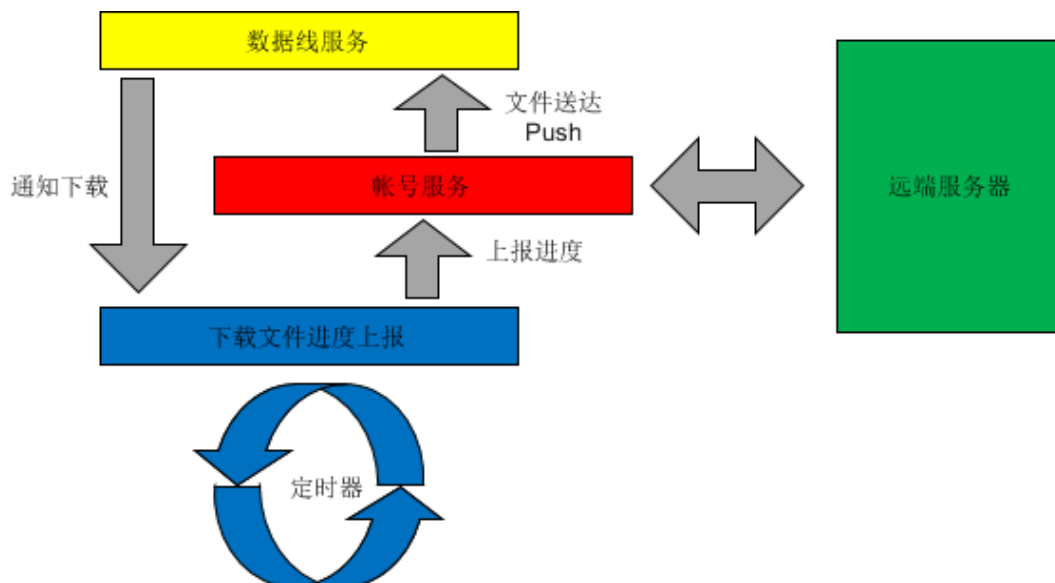 数据线服务
文件送达
Push
通知下载
帐号服务
远端服务器
上报进度
下载文件进度上报
定时器